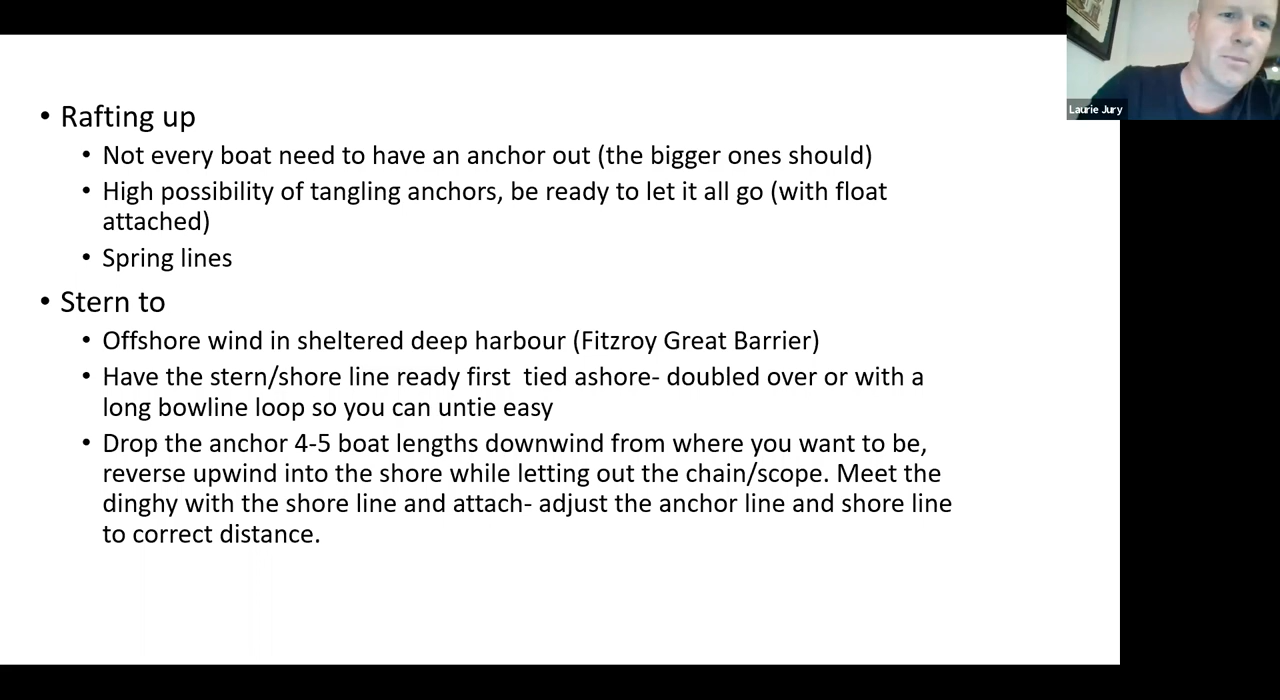 • Rafting up
• Not every boat need to have an anchor out (the bigger ones should)
• High possibility of tangling anchors, be ready to let it all go (with float
attached)
• Spring lines
• Stern to
• Offshore wind in sheltered deep harbour (Fitzroy Great Barrier)
• Have the stern/shore line ready first  tied ashore- doubled over or with a
long bowline loop so you can untie easy
• Drop the anchor 4-5 boat lengths downwind from where you want to be,
reverse upwind into the shore while letting out the chain/scope. Meet the
dinghy with the shore line and attach- adjust the anchor line and shore line
to correct distance.
Laurie Jury